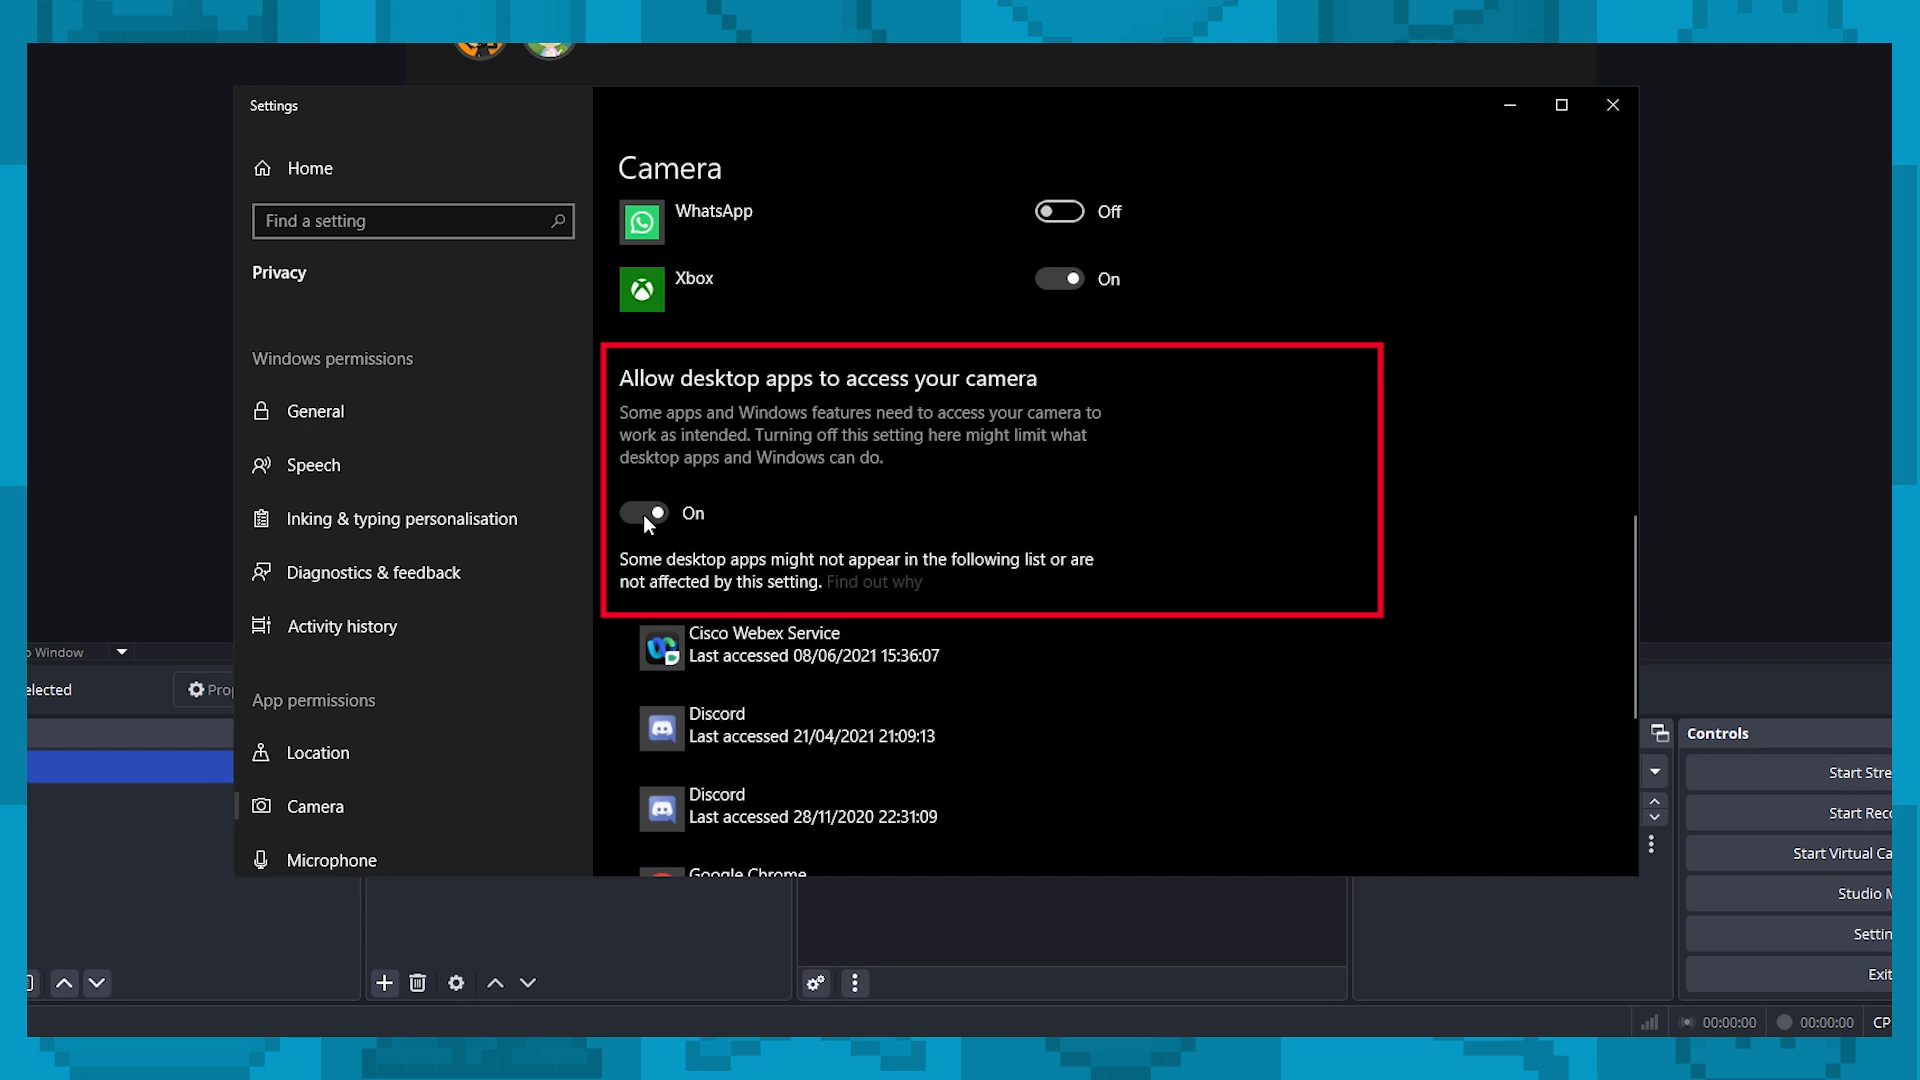 Settings
Home
Find a setting
Privacy
Windows permissions
General
Speech
Inking & typing personalisation
Diagnostics & feedback
Activity history
App permissions
Location
Camera
Microphone
Camera
WhatsApp
Off
Xbox
On
Allow desktop apps to access your camera
Some apps and Windows features need to access your camera to
work as intended. Turning off this setting here might limit what
desktop apps and Windows can do.
On
Some desktop apps might not appear in the following list or are
not affected by this setting. Find out why
Cisco Webex Service
Last accessed 08/06/2021 15:36:07
Discord
Last accessed 21/04/2021 21:09:13
Discord
Last accessed 28/11/2020 22:31:09
Google Chrome
Window
elected
Prop
Controls
Start Stre
Start Reco
Start Virtual Ca
Studio M
Settin
Exit
00:00:00
00:00:00
CP